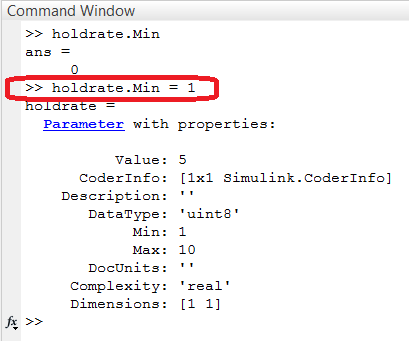 Command Window
>> holdrate.Min
ans =
0
>> holdrate.Min = 1
holdrate =
Parameter with properties:
Value: 5
CoderInfo: [1x1 Simulink.CoderInfo]
Description: ''
DataType: 'uint8'
Min: 1
Max: 10
DocUnits: ''
Complexity: 'real'
Dimensions: [1 1]
fx >>